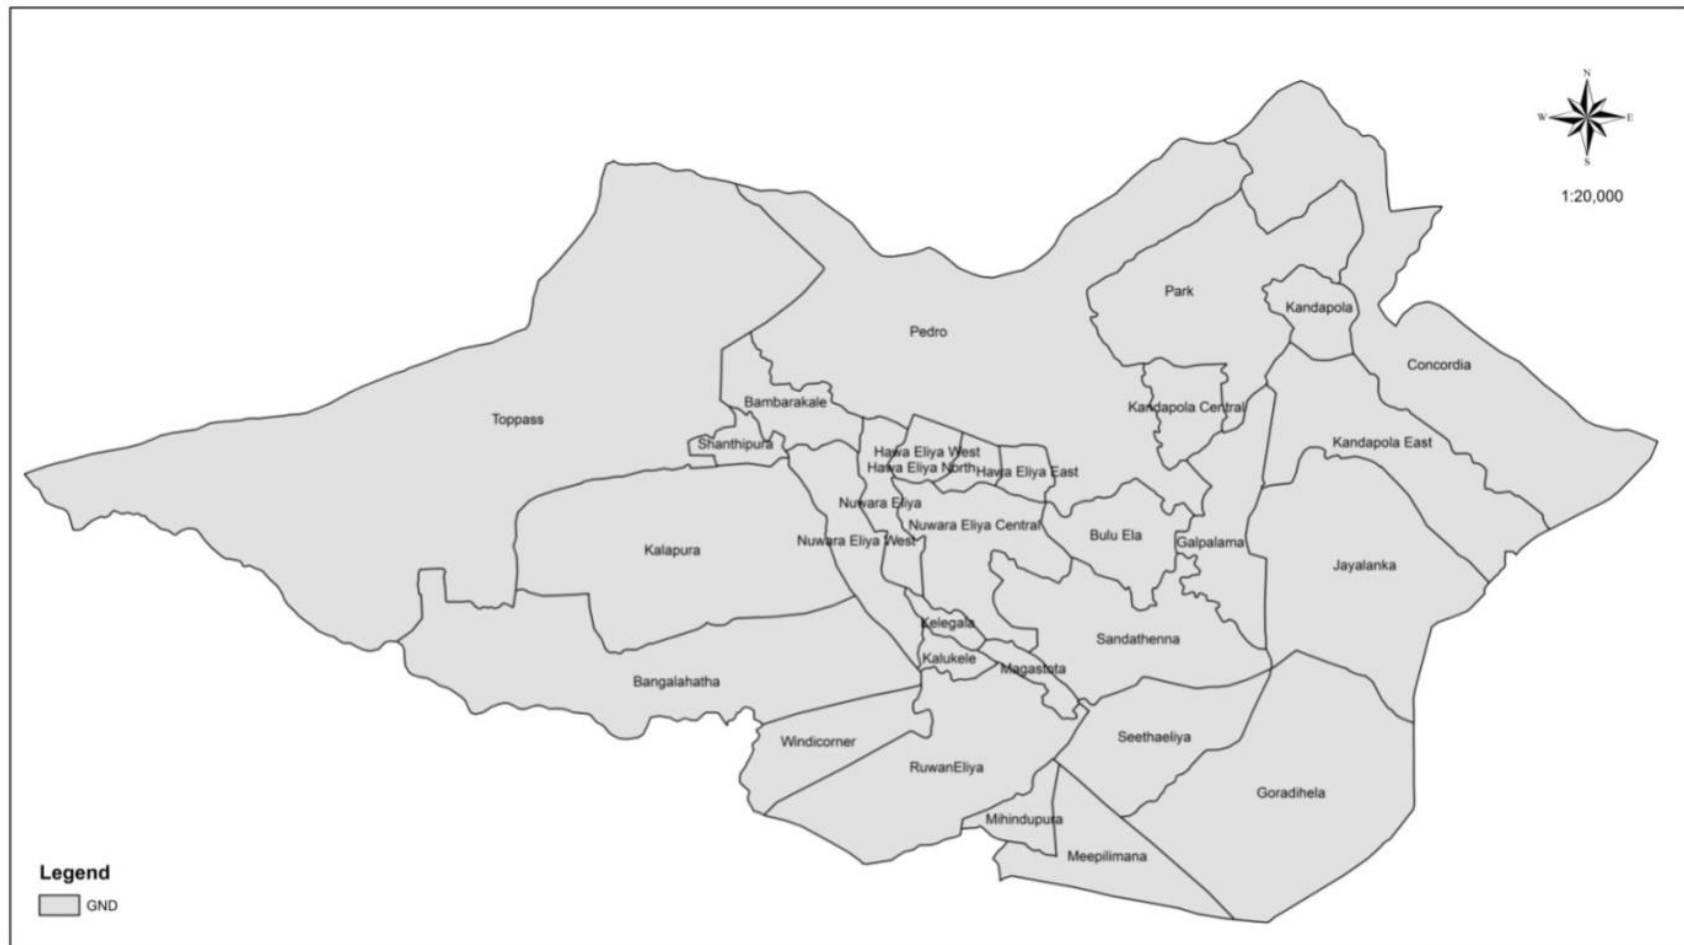 N
W E
S
1:20,000
Park
Kandapola
Pedro
Concordia
Bambarakale
Kandapola Central
Toppass
Shanthipura
Kandapola East
Hawa Eliya West
Hawa Eliya North
Hawa Eliya East
Nuwara Eliya
Nuwara Eliya Central
Bulu Ela
Nuwara Eliya West
Galpalama
Kalapura
Jayalanka
Kelegala
Sandathenna
Kalukele
Magastota
Bangalahatha
Seethaeliya
Windicorner
RuwanEliya
Goradihela
Mihindupura
Meepilimana
Legend
GND